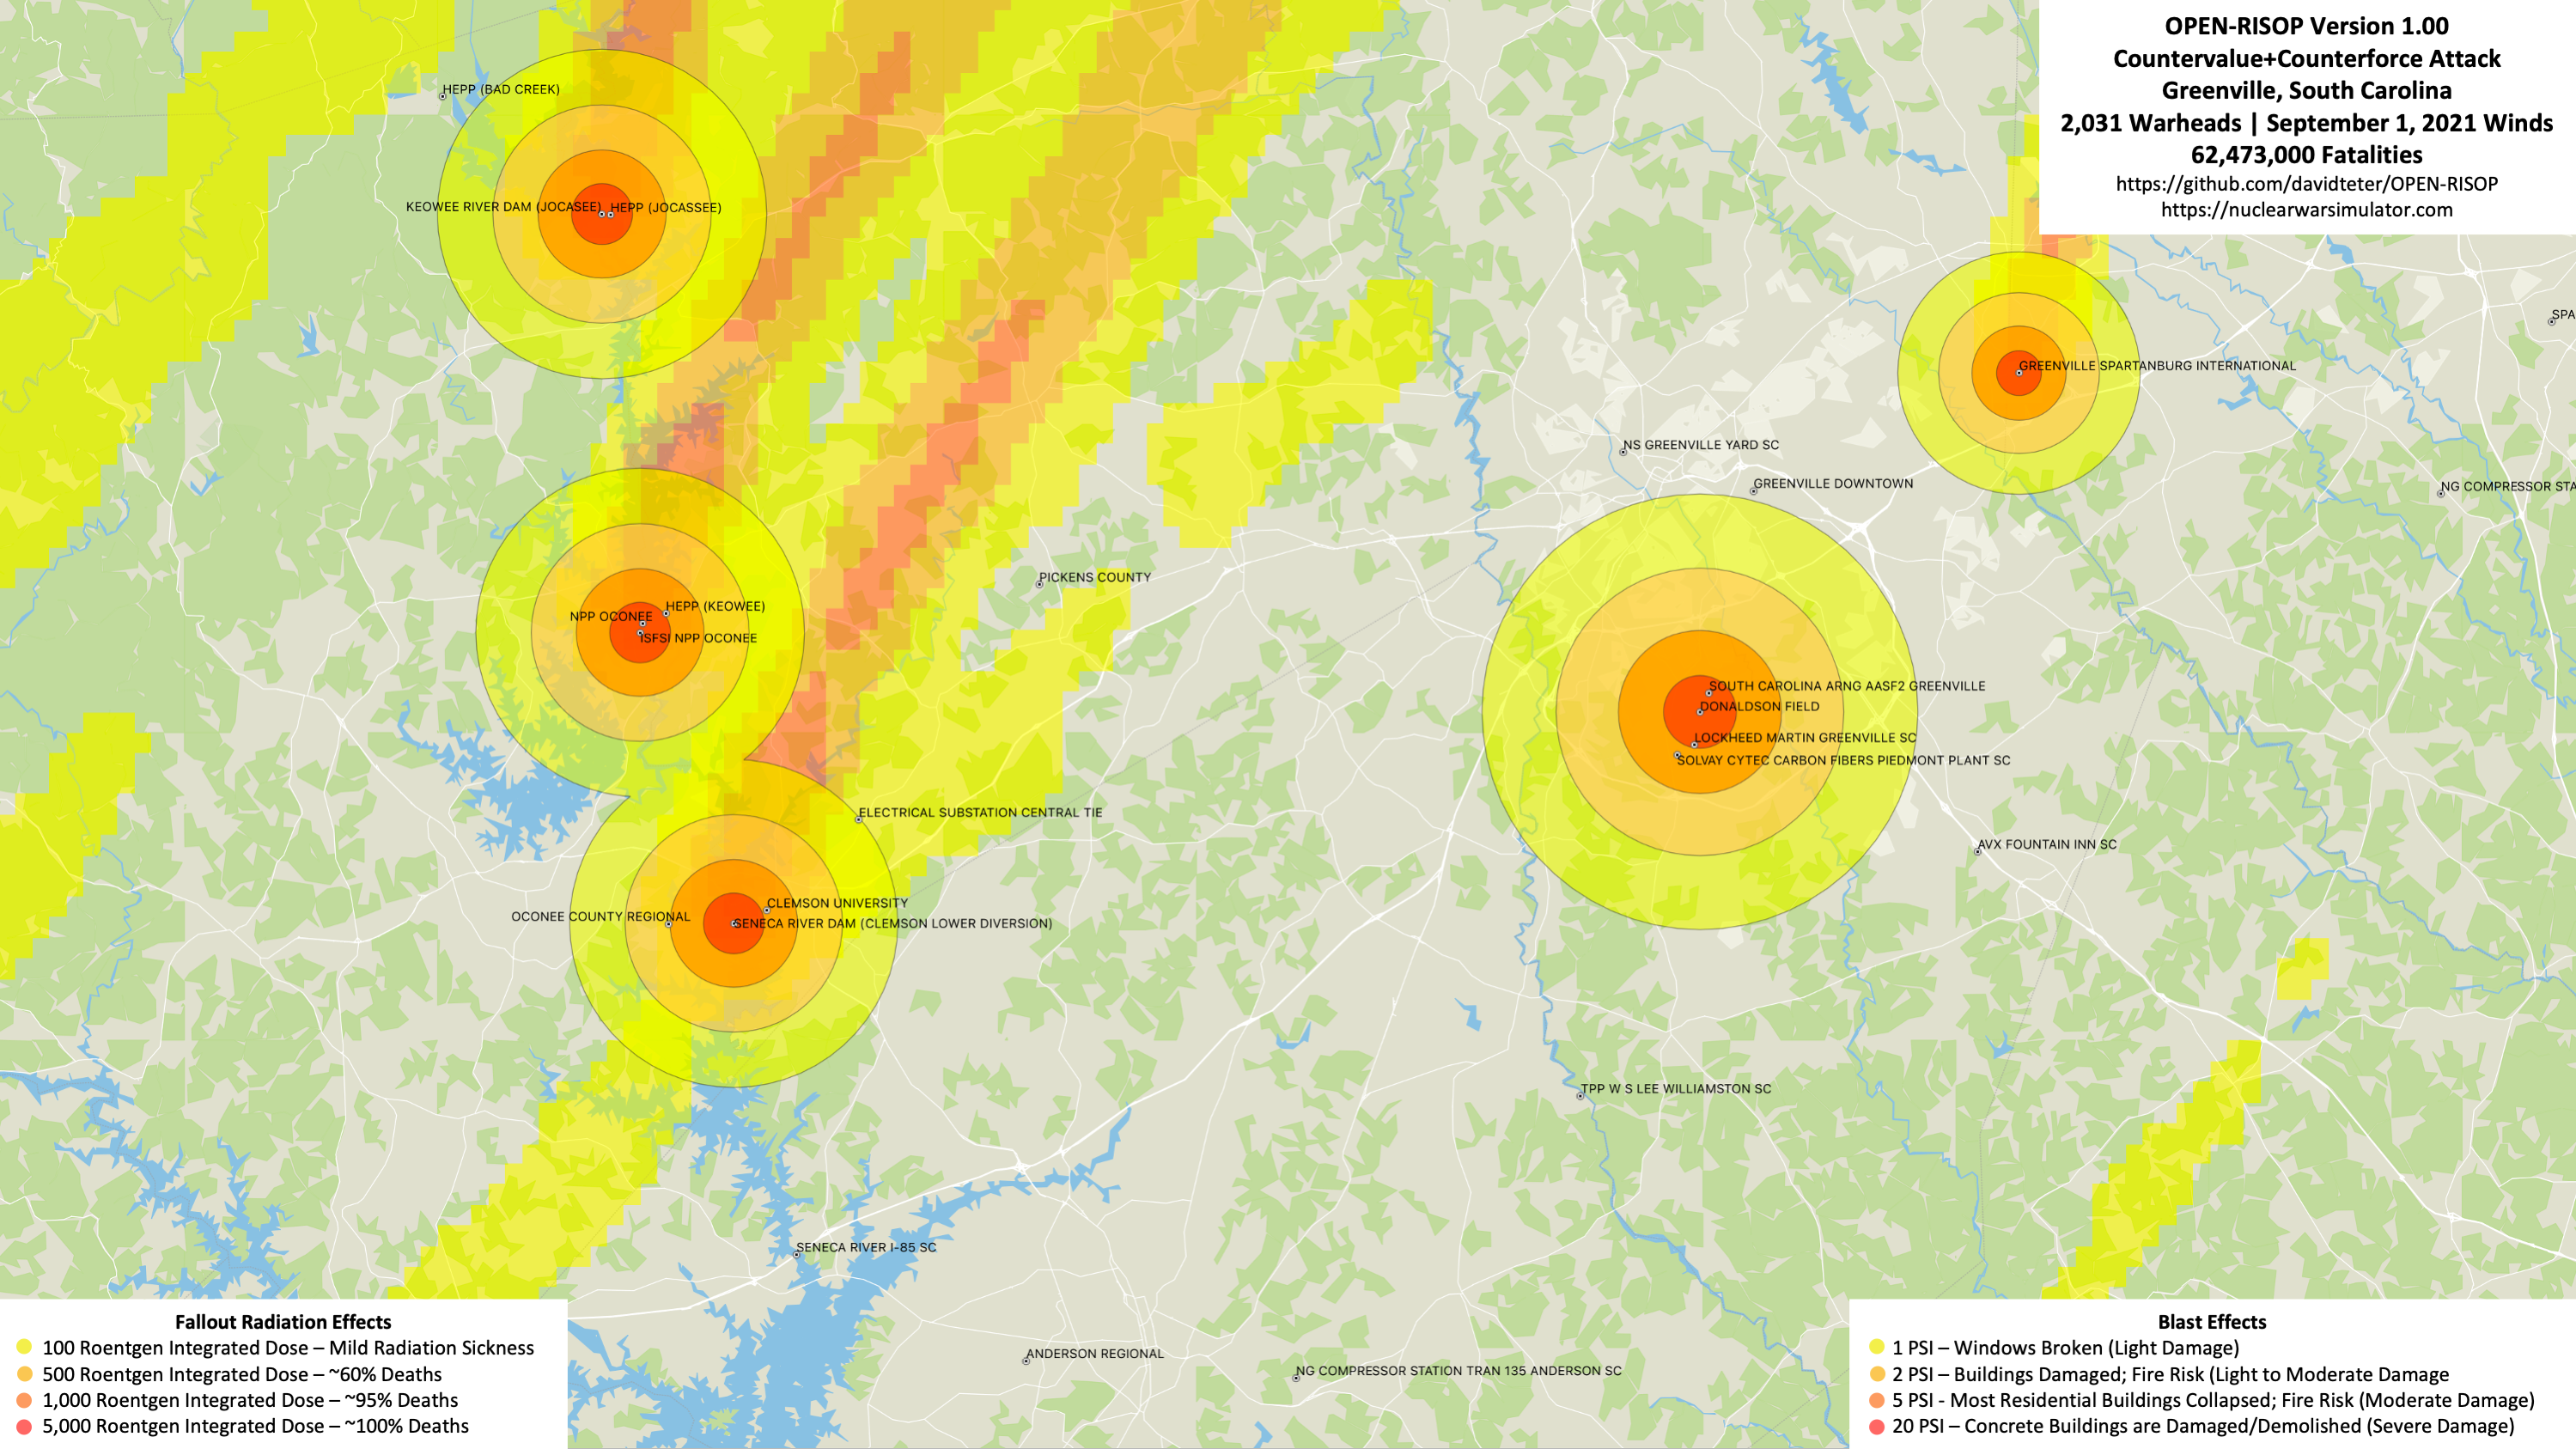 OPEN-RISOP Version 1.00
Countervalue+Counterforce Attack
Greenville, South Carolina
2,031 Warheads | September 1, 2021 Winds
62,473,000 Fatalities
https://github.com/davidteter/OPEN-RISOP
https://nuclearwarsimulator.com
HEPP (BAD CREEK)
KEOWEE RIVER DAM (JOCASEE)
HEPP (JOCASSEE)
SPA
GREENVILLE SPARTANBURG INTERNATIONAL
NS GREENVILLE YARD SC
GREENVILLE DOWNTOWN
NG COMPRESSOR STA
PICKENS COUNTY
HEPP (KEOWEE)
NPP OCONEE
ISFSI NPP OCONEE
SOUTH CAROLINA ARNG AASF2 GREENVILLE
DONALDSON FIELD
LOCKHEED MARTIN GREENVILLE SC
SOLVAY CYTEC CARBON FIBERS PIEDMONT PLANT SC
ELECTRICAL SUBSTATION CENTRAL TIE
AVX FOUNTAIN INN SC
CLEMSON UNIVERSITY
OCONEE COUNTY REGIONAL
SENECA RIVER DAM (CLEMSON LOWER DIVERSION)
TPP W S LEE WILLIAMSTON SC
SENECA RIVER I-85 SC
ANDERSON REGIONAL
NG COMPRESSOR STATION TRAN 135 ANDERSON SC
Fallout Radiation Effects
100 Roentgen Integrated Dose – Mild Radiation Sickness
500 Roentgen Integrated Dose – ~60% Deaths
1,000 Roentgen Integrated Dose – ~95% Deaths
5,000 Roentgen Integrated Dose – ~100% Deaths
Blast Effects
1 PSI – Windows Broken (Light Damage)
2 PSI – Buildings Damaged; Fire Risk (Light to Moderate Damage
5 PSI - Most Residential Buildings Collapsed; Fire Risk (Moderate Damage)
20 PSI – Concrete Buildings are Damaged/Demolished (Severe Damage)